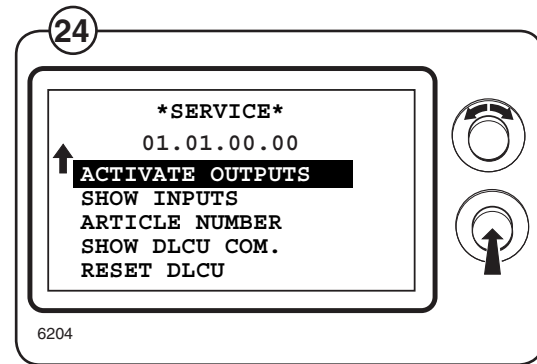 24
*SERVICE*
01.01.00.00
ACTIVATE OUTPUTS
SHOW INPUTS
ARTICLE NUMBER
SHOW DLCU COM.
RESET DLCU
6204